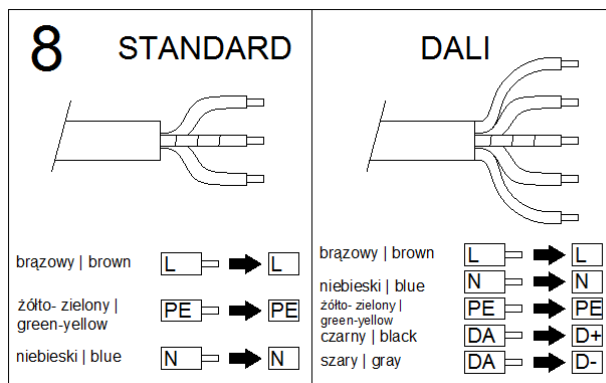 8 STANDARD
brązowy | brown L L
żółto- zielony |
green-yellow PE PE
niebieski | blue N N
DALI
brązowy | brown L L
niebieski | blue N N
żółto- zielony |
green-yellow PE PE
czarny | black DA D+
szary | gray DA D-